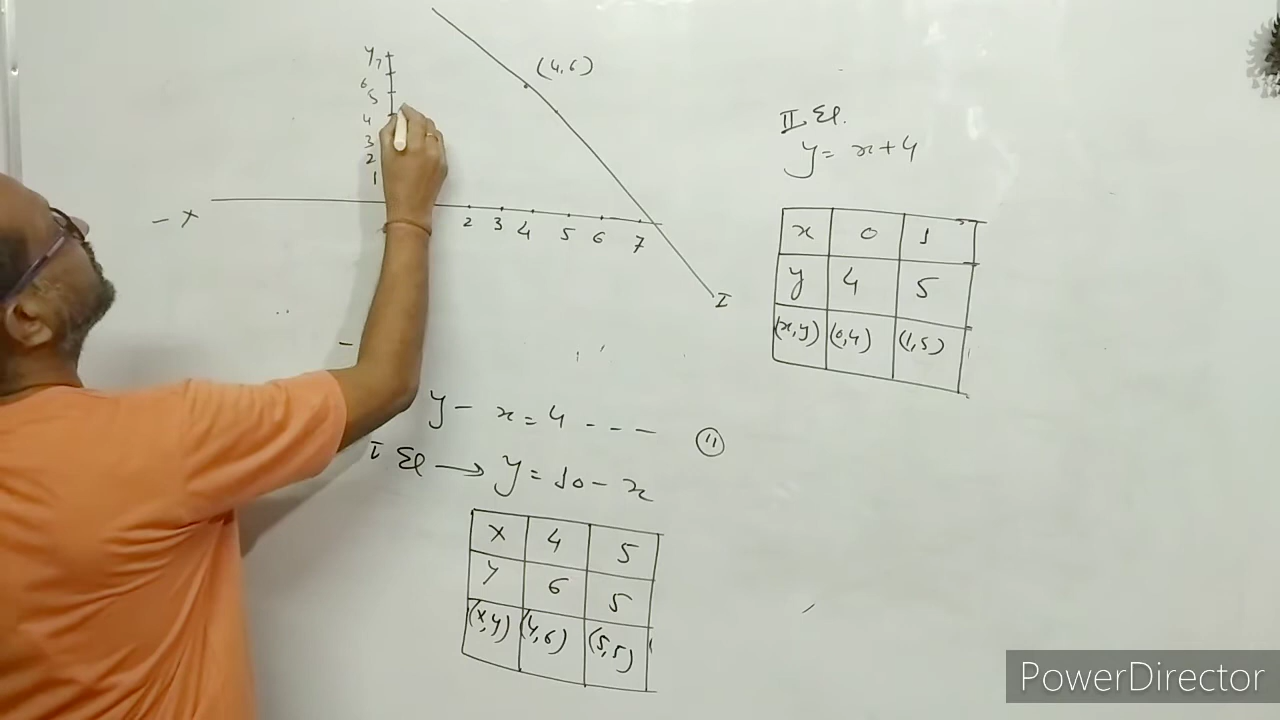 (4,6)
Y 7
6
5
4
3
2
1
- X
2 3 4 5 6 7
I
II Eq.
y = x + 4
x 0 1
y 4 5
(x,y) (0,4) (1,5)
y - x = 4 - - - (11)
I Eq → y = 10 - x
X 4 5
Y 6 5
(X,Y) (4,6) (5,5)
PowerDirector